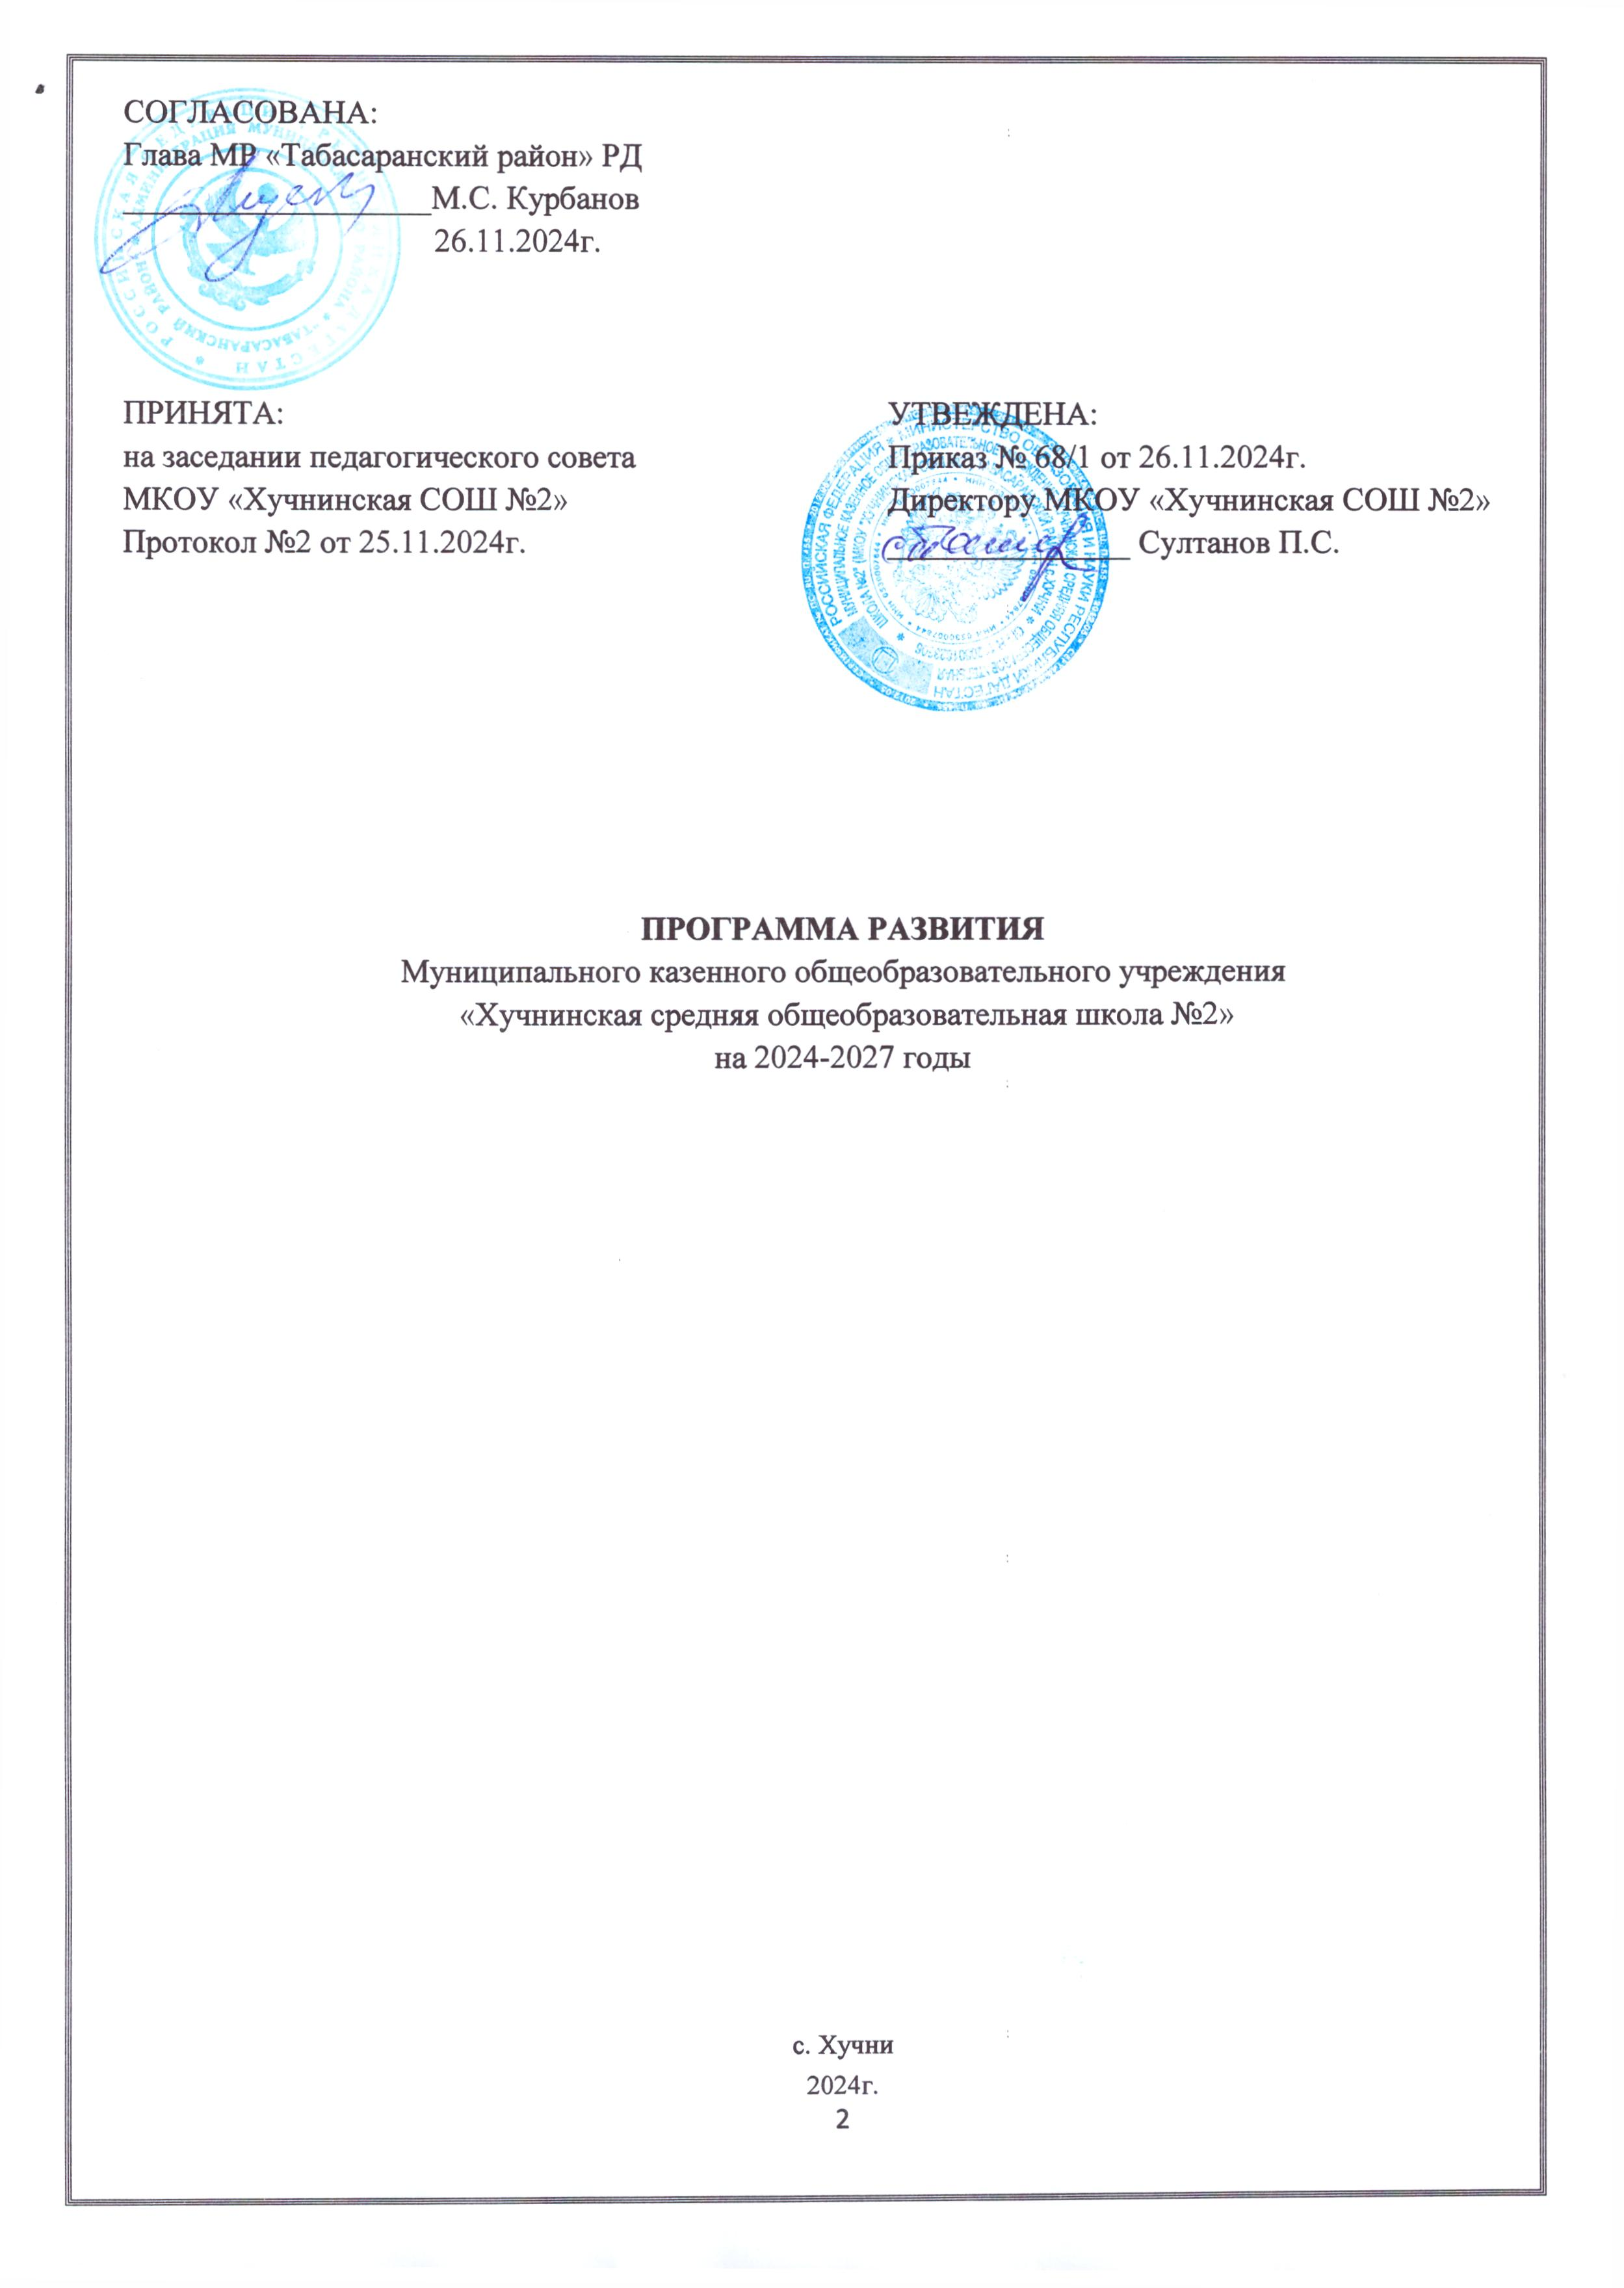 СОГЛАСОВАНА:
Глава МР «Табасаранский район» РД
М.С. Курбанов
26.11.2024г.
ПРИНЯТА:
на заседании педагогического совета
МКОУ «Хучнинская СОШ №2»
Протокол №2 от 25.11.2024г.
УТВЕЖДЕНА:
Приказ № 68/1 от 26.11.2024г.
Директору МКОУ «Хучнинская СОШ №2»
Султанов П.С.
ПРОГРАММА РАЗВИТИЯ
Муниципального казенного общеобразовательного учреждения
«Хучнинская средняя общеобразовательная школа №2»
на 2024-2027 годы
с. Хучни
2024г.
2